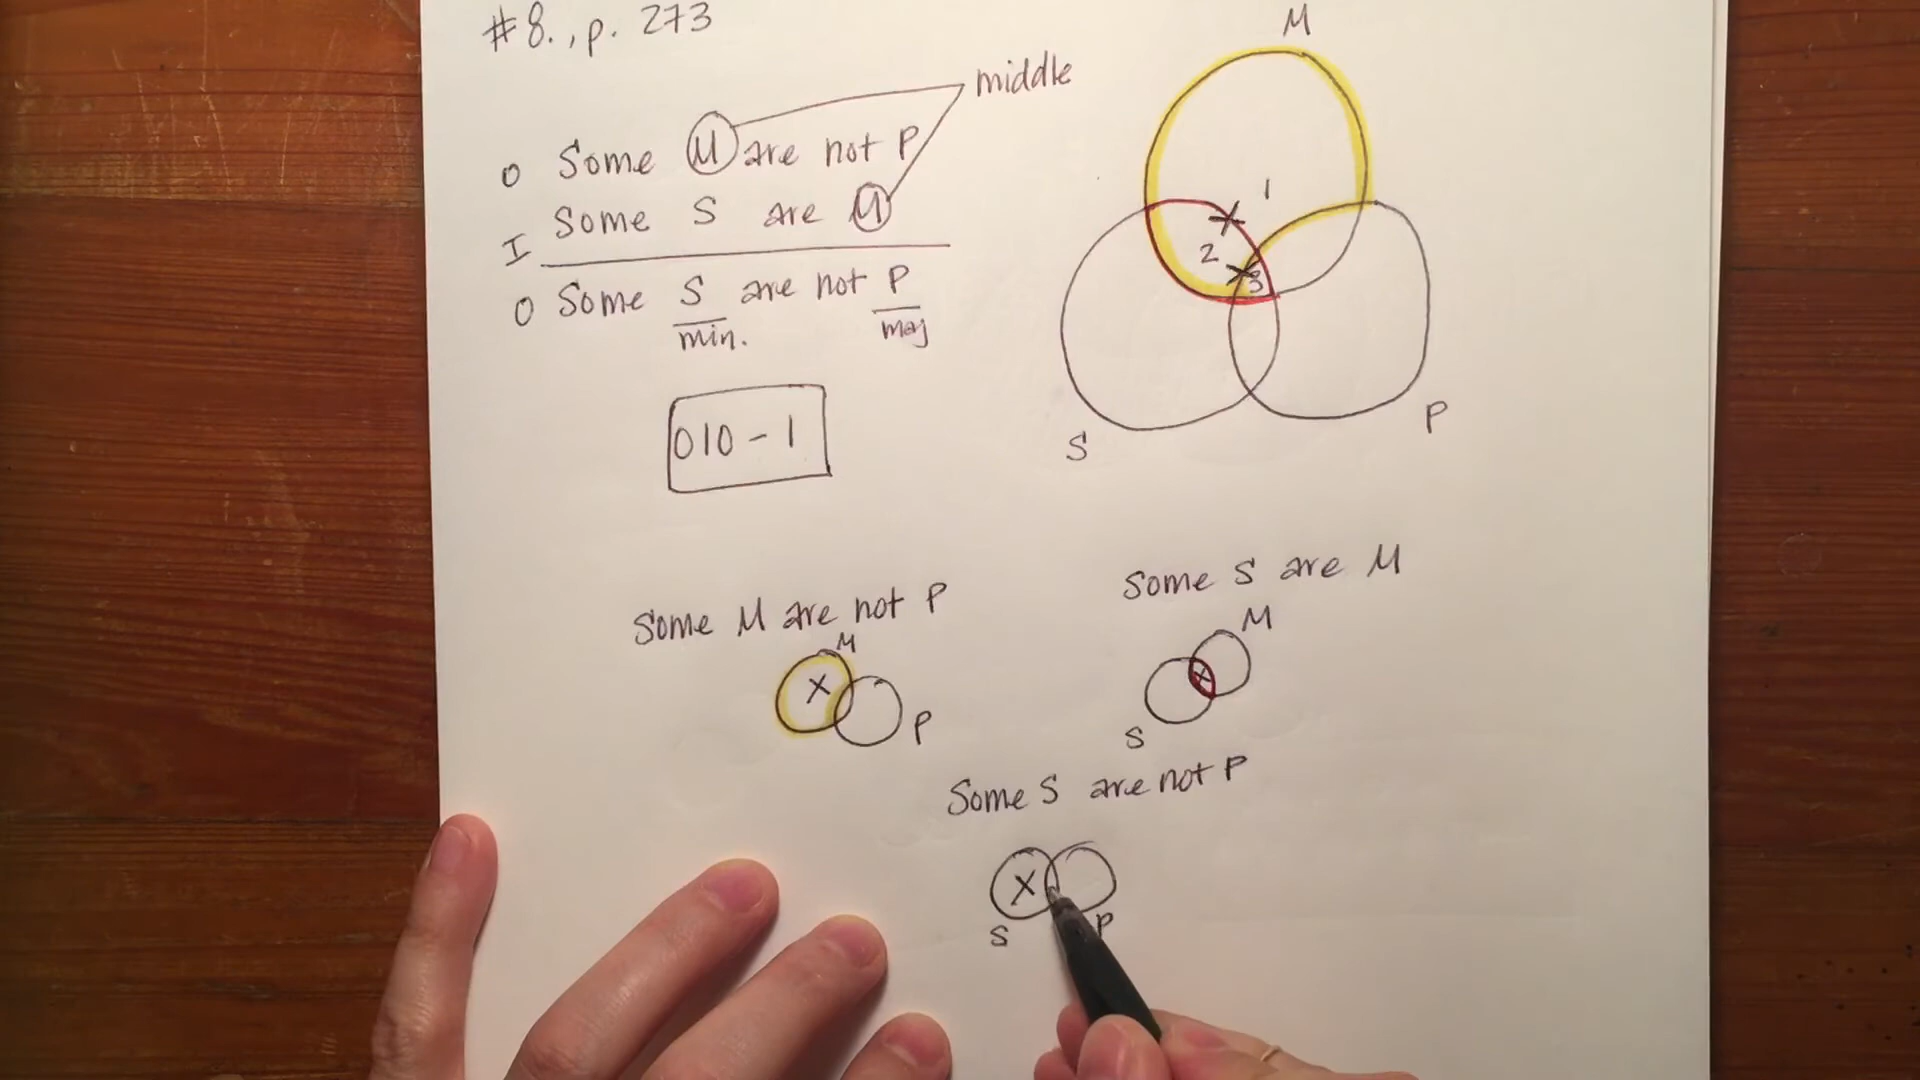 #8., p. 273
middle
O Some M are not P
I Some S are M
O Some S are not P
min. maj
OIO - 1
M
1
2
3
S
P
Some M are not P
M
X
P
Some S are M
M
x
S
Some S are not P
X
S
P